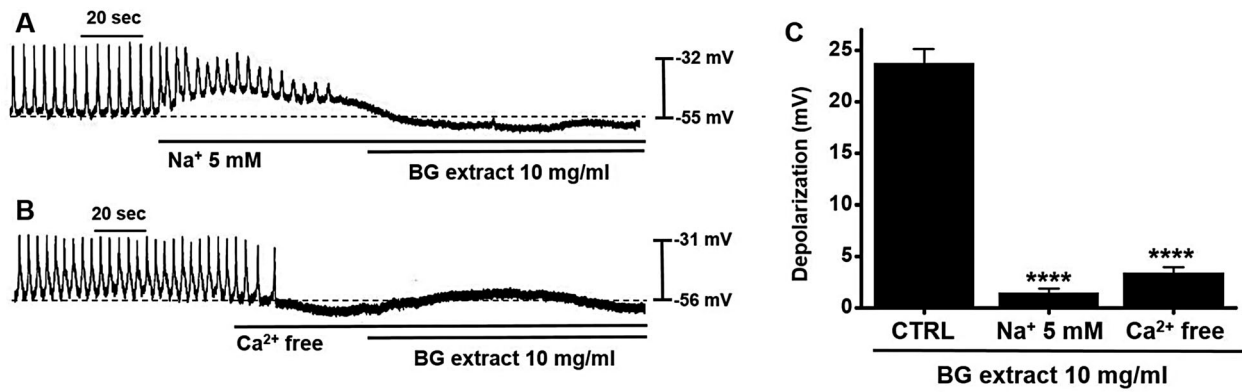 A
20 sec
-32 mV
-55 mV
Na⁺ 5 mM
BG extract 10 mg/ml
B
20 sec
-31 mV
-56 mV
Ca²⁺ free
BG extract 10 mg/ml
C
Depolarization (mV)
25
20
15
10
5
0
****
****
CTRL Na⁺ 5 mM Ca²⁺ free
BG extract 10 mg/ml